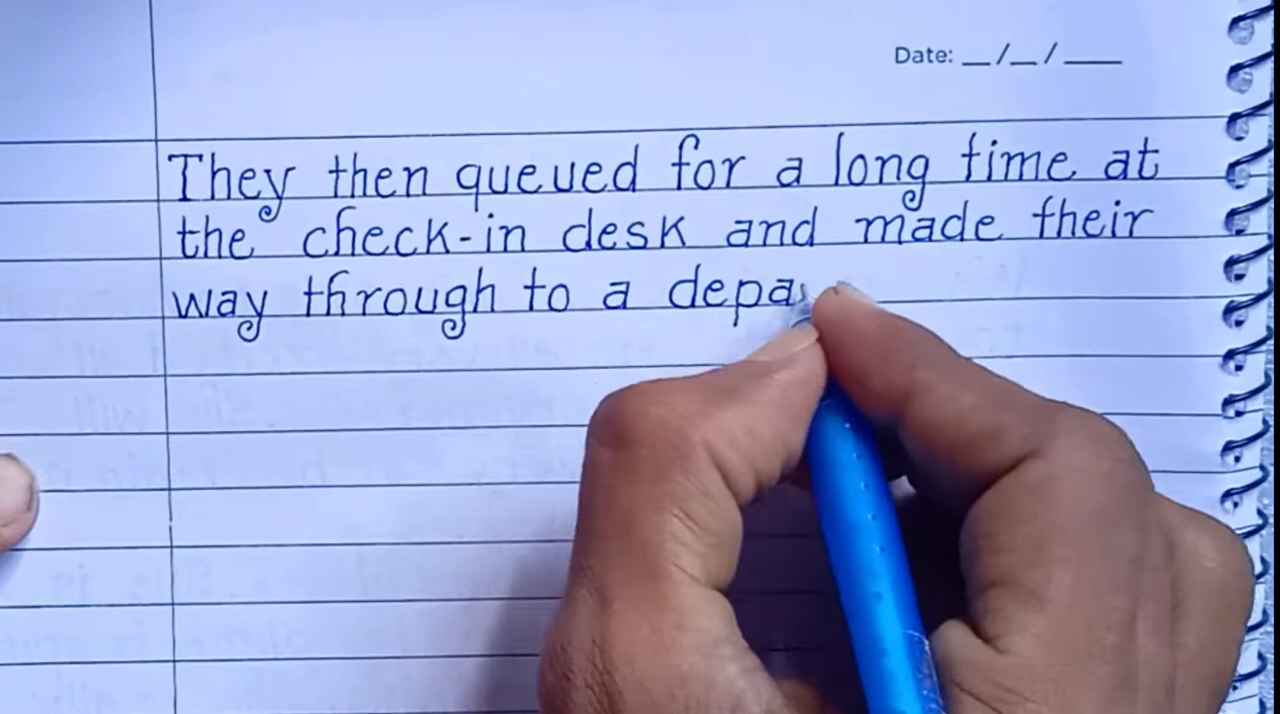 Date: __/__/____
They then queued for a long time at
the check-in desk and made their
way through to a depa